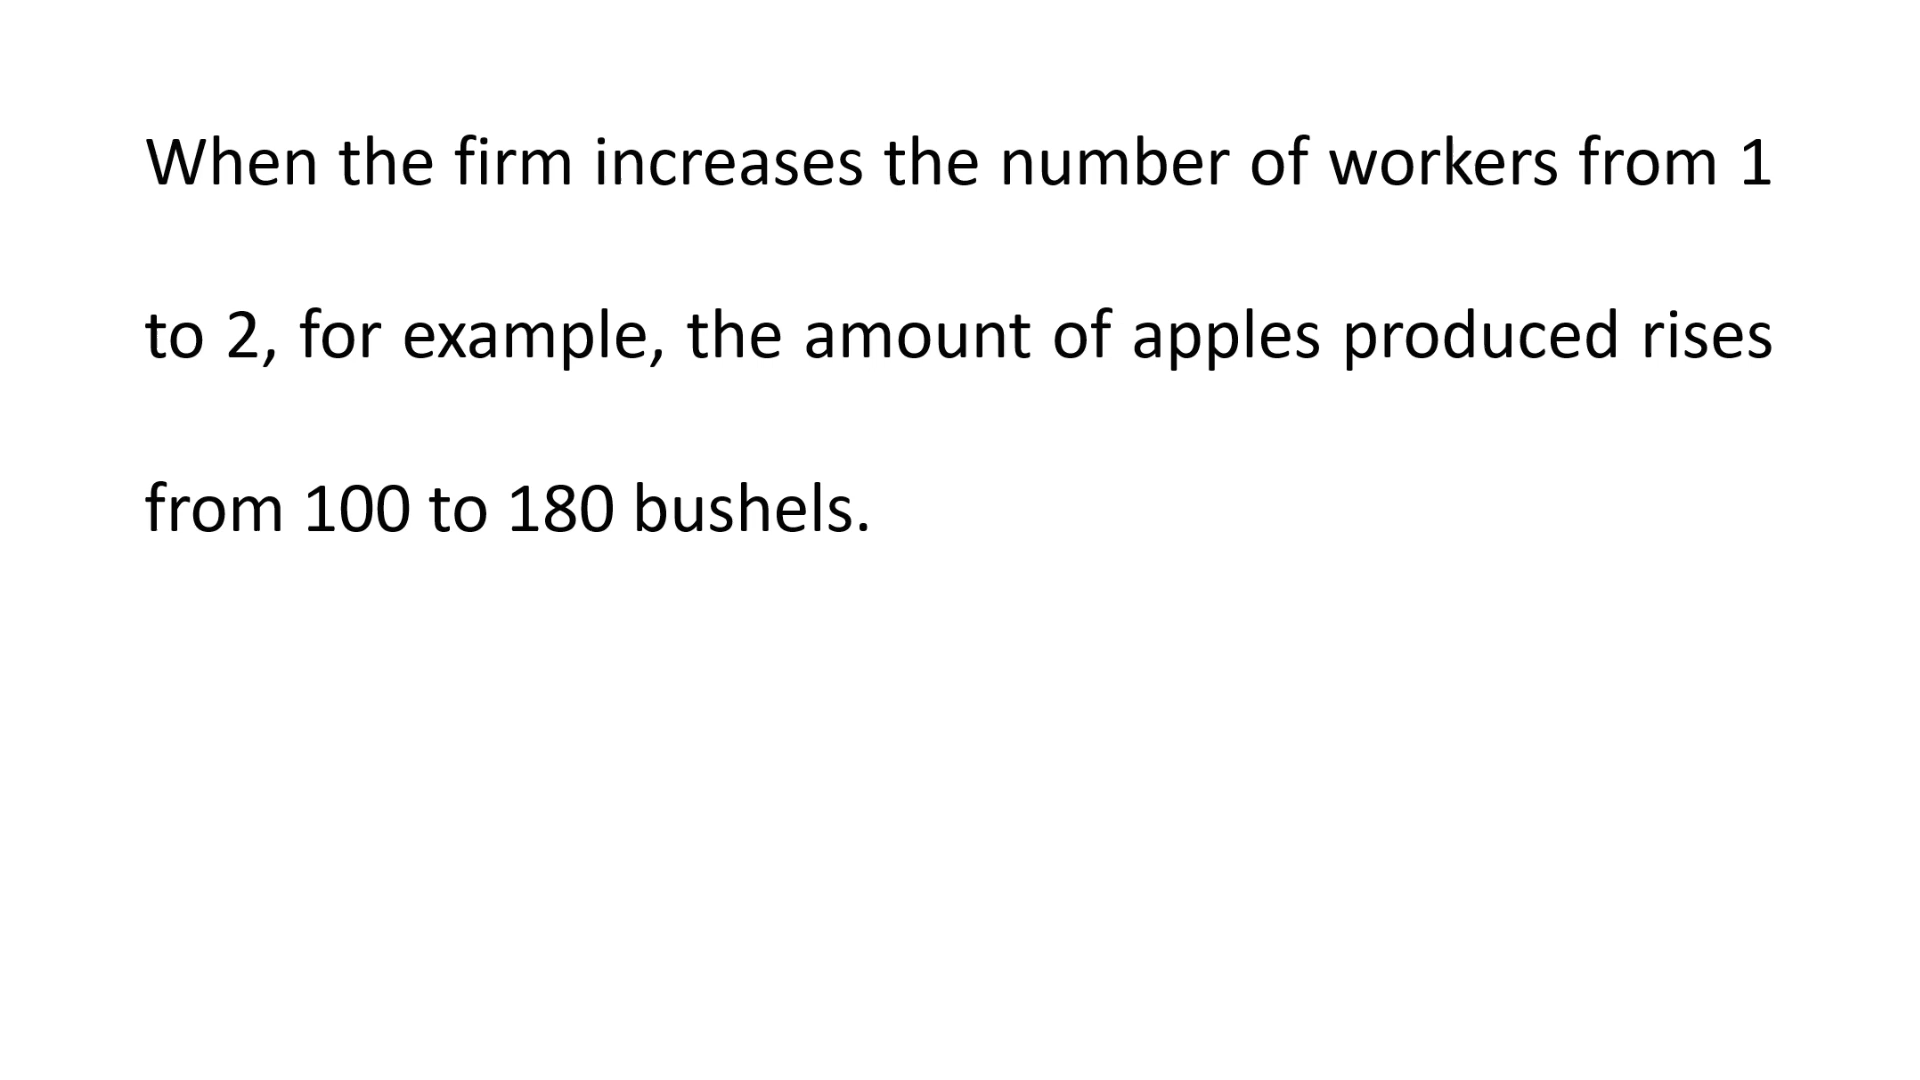 When the firm increases the number of workers from 1
to 2, for example, the amount of apples produced rises
from 100 to 180 bushels.